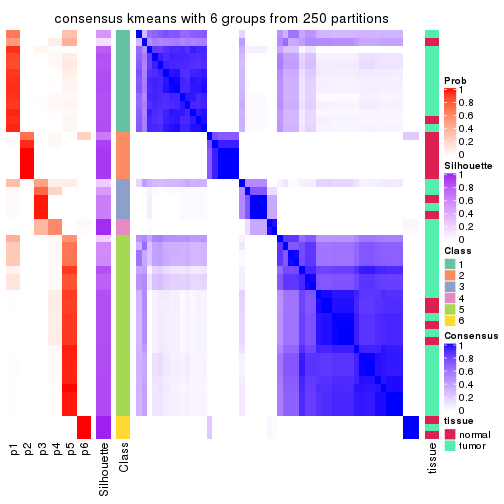 consensus kmeans with 6 groups from 250 partitions
Prob
1
0.8
0.6
0.4
0.2
0
Silhouette
1
0.8
0.6
0.4
0.2
0
Class
1
2
3
4
5
6
Consensus
1
0.8
0.6
0.4
0.2
0
tissue
normal
tumor
p1
p2
p3
p4
p5
p6
Silhouette
Class
tissue